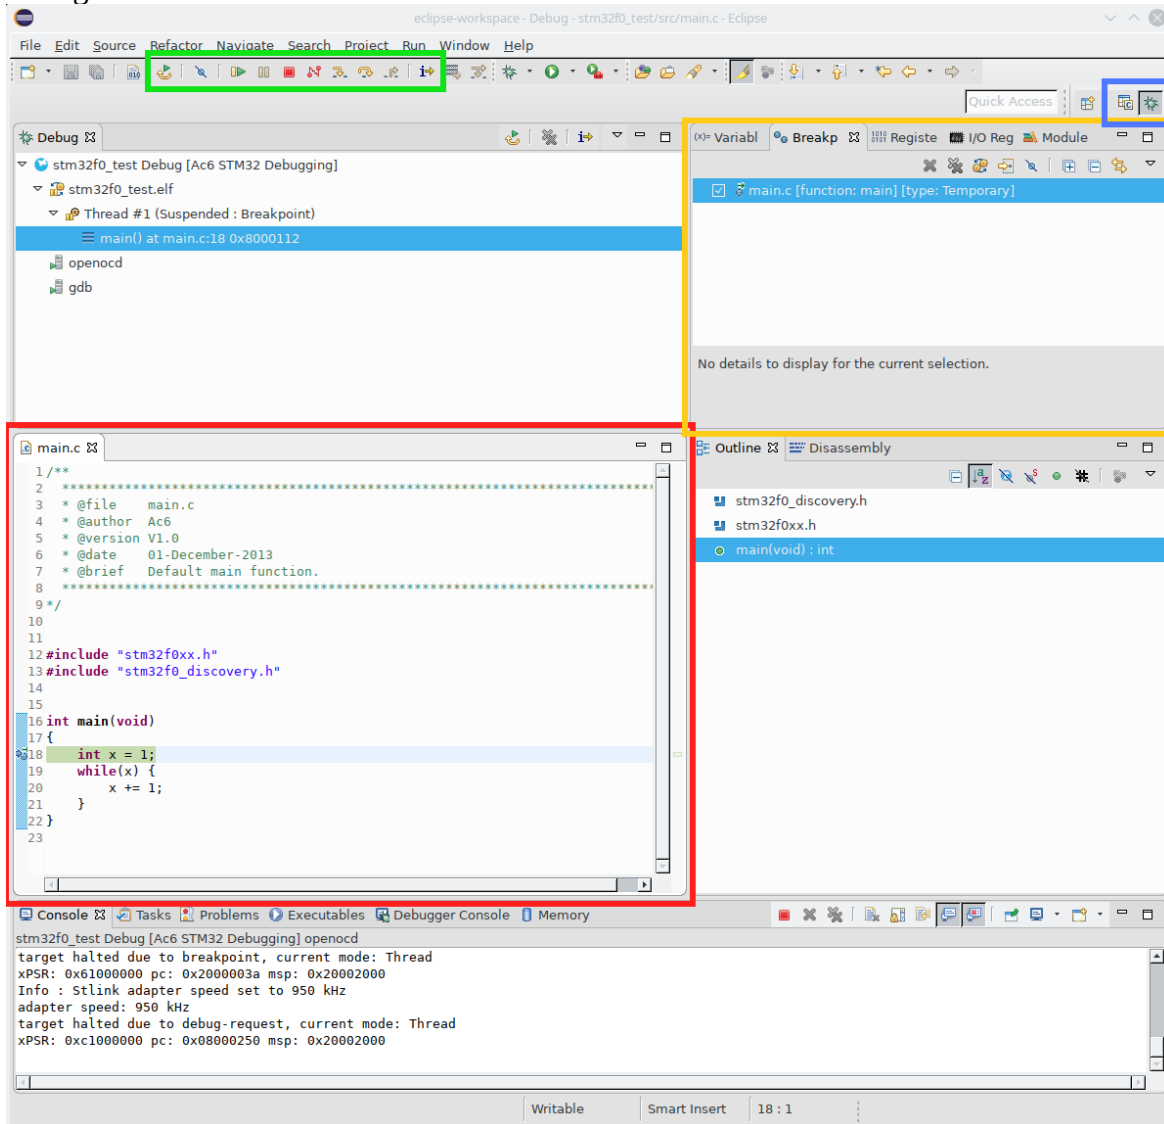 eclipse-workspace - Debug - stm32f0_test/src/main.c - Eclipse
File Edit Source Refactor Navigate Search Project Run Window Help
Quick Access
Debug
(x)= Variabl Breakp Registe I/O Reg Module
stm32f0_test Debug [Ac6 STM32 Debugging]
stm32f0_test.elf
main.c [function: main] [type: Temporary]
Thread #1 (Suspended : Breakpoint)
main() at main.c:18 0x8000112
openocd
gdb
No details to display for the current selection.
main.c
Outline Disassembly
1 /**
2 ******************************************************************************
3 * @file main.c
4 * @author Ac6
5 * @version V1.0
6 * @date 01-December-2013
7 * @brief Default main function.
8 ******************************************************************************
9 */
10
11
12 #include "stm32f0xx.h"
13 #include "stm32f0_discovery.h"
14
15
16 int main(void)
17 {
18 int x = 1;
19 while(x) {
20 x += 1;
21 }
22 }
23
stm32f0_discovery.h
stm32f0xx.h
main(void) : int
Console Tasks Problems Executables Debugger Console Memory
stm32f0_test Debug [Ac6 STM32 Debugging] openocd
target halted due to breakpoint, current mode: Thread
xPSR: 0x61000000 pc: 0x2000003a msp: 0x20002000
Info : Stlink adapter speed set to 950 kHz
adapter speed: 950 kHz
target halted due to debug-request, current mode: Thread
xPSR: 0xc1000000 pc: 0x08000250 msp: 0x20002000
Writable Smart Insert 18 : 1